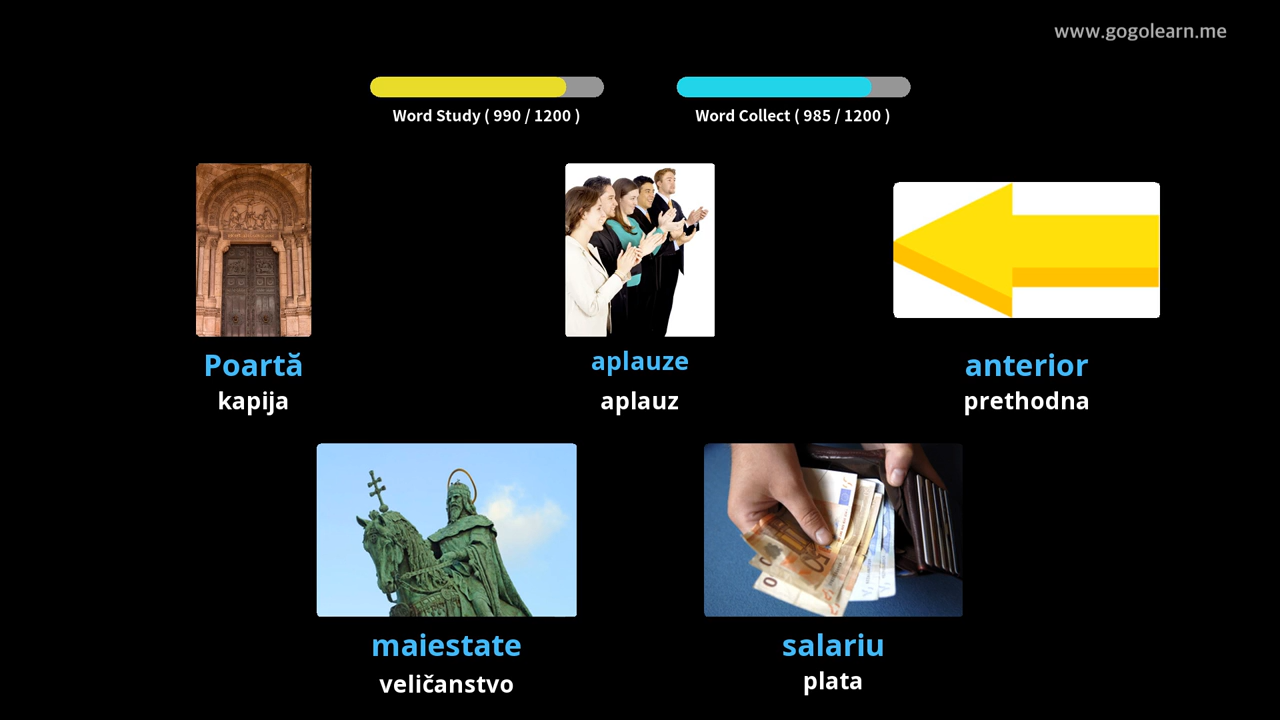 www.gogolearn.me
Word Study ( 990 / 1200 )
Word Collect ( 985 / 1200 )
Poartă
kapija
aplauze
aplauz
anterior
prethodna
maiestate
veličanstvo
salariu
plata